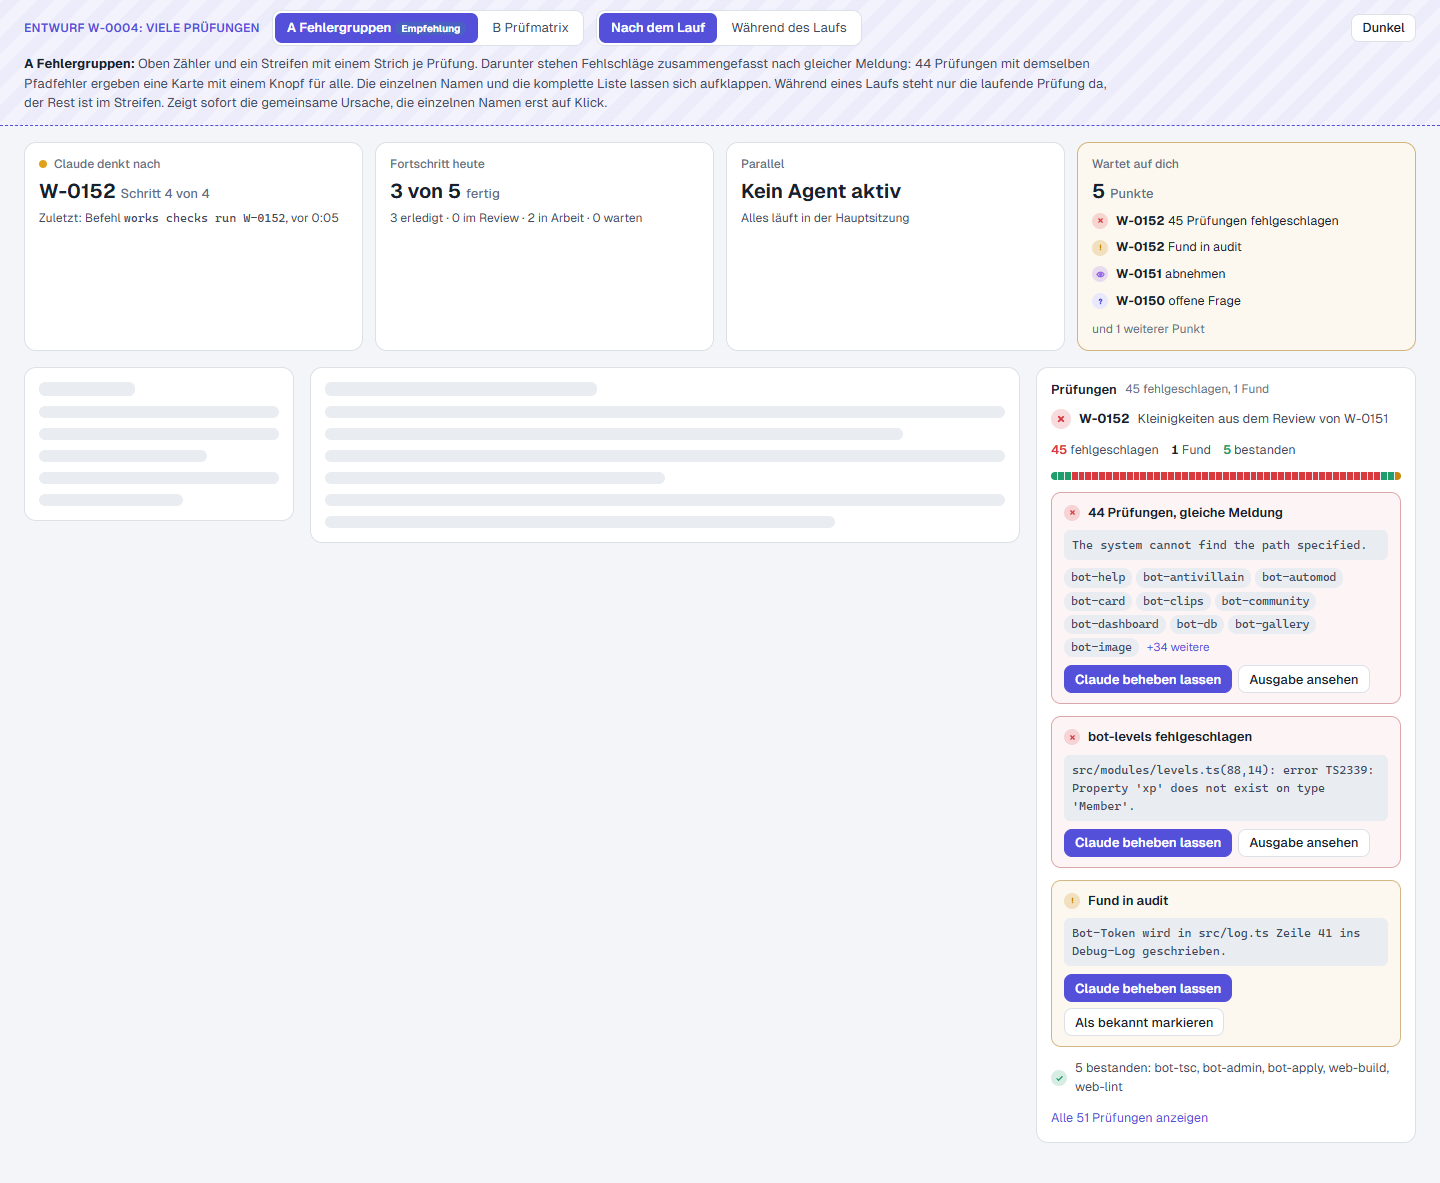 ENTWURF W-0004: VIELE PRÜFUNGEN
A Fehlergruppen Empfehlung
B Prüfmatrix
Nach dem Lauf
Während des Laufs
Dunkel
A Fehlergruppen: Oben Zähler und ein Streifen mit einem Strich je Prüfung. Darunter stehen Fehlschläge zusammengefasst nach gleicher Meldung: 44 Prüfungen mit demselben
Pfadfehler ergeben eine Karte mit einem Knopf für alle. Die einzelnen Namen und die komplette Liste lassen sich aufklappen. Während eines Laufs steht nur die laufende Prüfung da,
der Rest ist im Streifen. Zeigt sofort die gemeinsame Ursache, die einzelnen Namen erst auf Klick.
Claude denkt nach
W-0152 Schritt 4 von 4
Zuletzt: Befehl works checks run W-0152, vor 0:05
Fortschritt heute
3 von 5 fertig
3 erledigt · 0 im Review · 2 in Arbeit · 0 warten
Parallel
Kein Agent aktiv
Alles läuft in der Hauptsitzung
Wartet auf dich
5 Punkte
W-0152 45 Prüfungen fehlgeschlagen
W-0152 Fund in audit
W-0151 abnehmen
W-0150 offene Frage
und 1 weiterer Punkt
Prüfungen 45 fehlgeschlagen, 1 Fund
W-0152 Kleinigkeiten aus dem Review von W-0151
45 fehlgeschlagen 1 Fund 5 bestanden
44 Prüfungen, gleiche Meldung
The system cannot find the path specified.
bot-help bot-antivillain bot-automod
bot-card bot-clips bot-community
bot-dashboard bot-db bot-gallery
bot-image +34 weitere
Claude beheben lassen Ausgabe ansehen
bot-levels fehlgeschlagen
src/modules/levels.ts(88,14): error TS2339:
Property 'xp' does not exist on type
'Member'.
Claude beheben lassen Ausgabe ansehen
Fund in audit
Bot-Token wird in src/log.ts Zeile 41 ins
Debug-Log geschrieben.
Claude beheben lassen
Als bekannt markieren
5 bestanden: bot-tsc, bot-admin, bot-apply, web-build,
web-lint
Alle 51 Prüfungen anzeigen